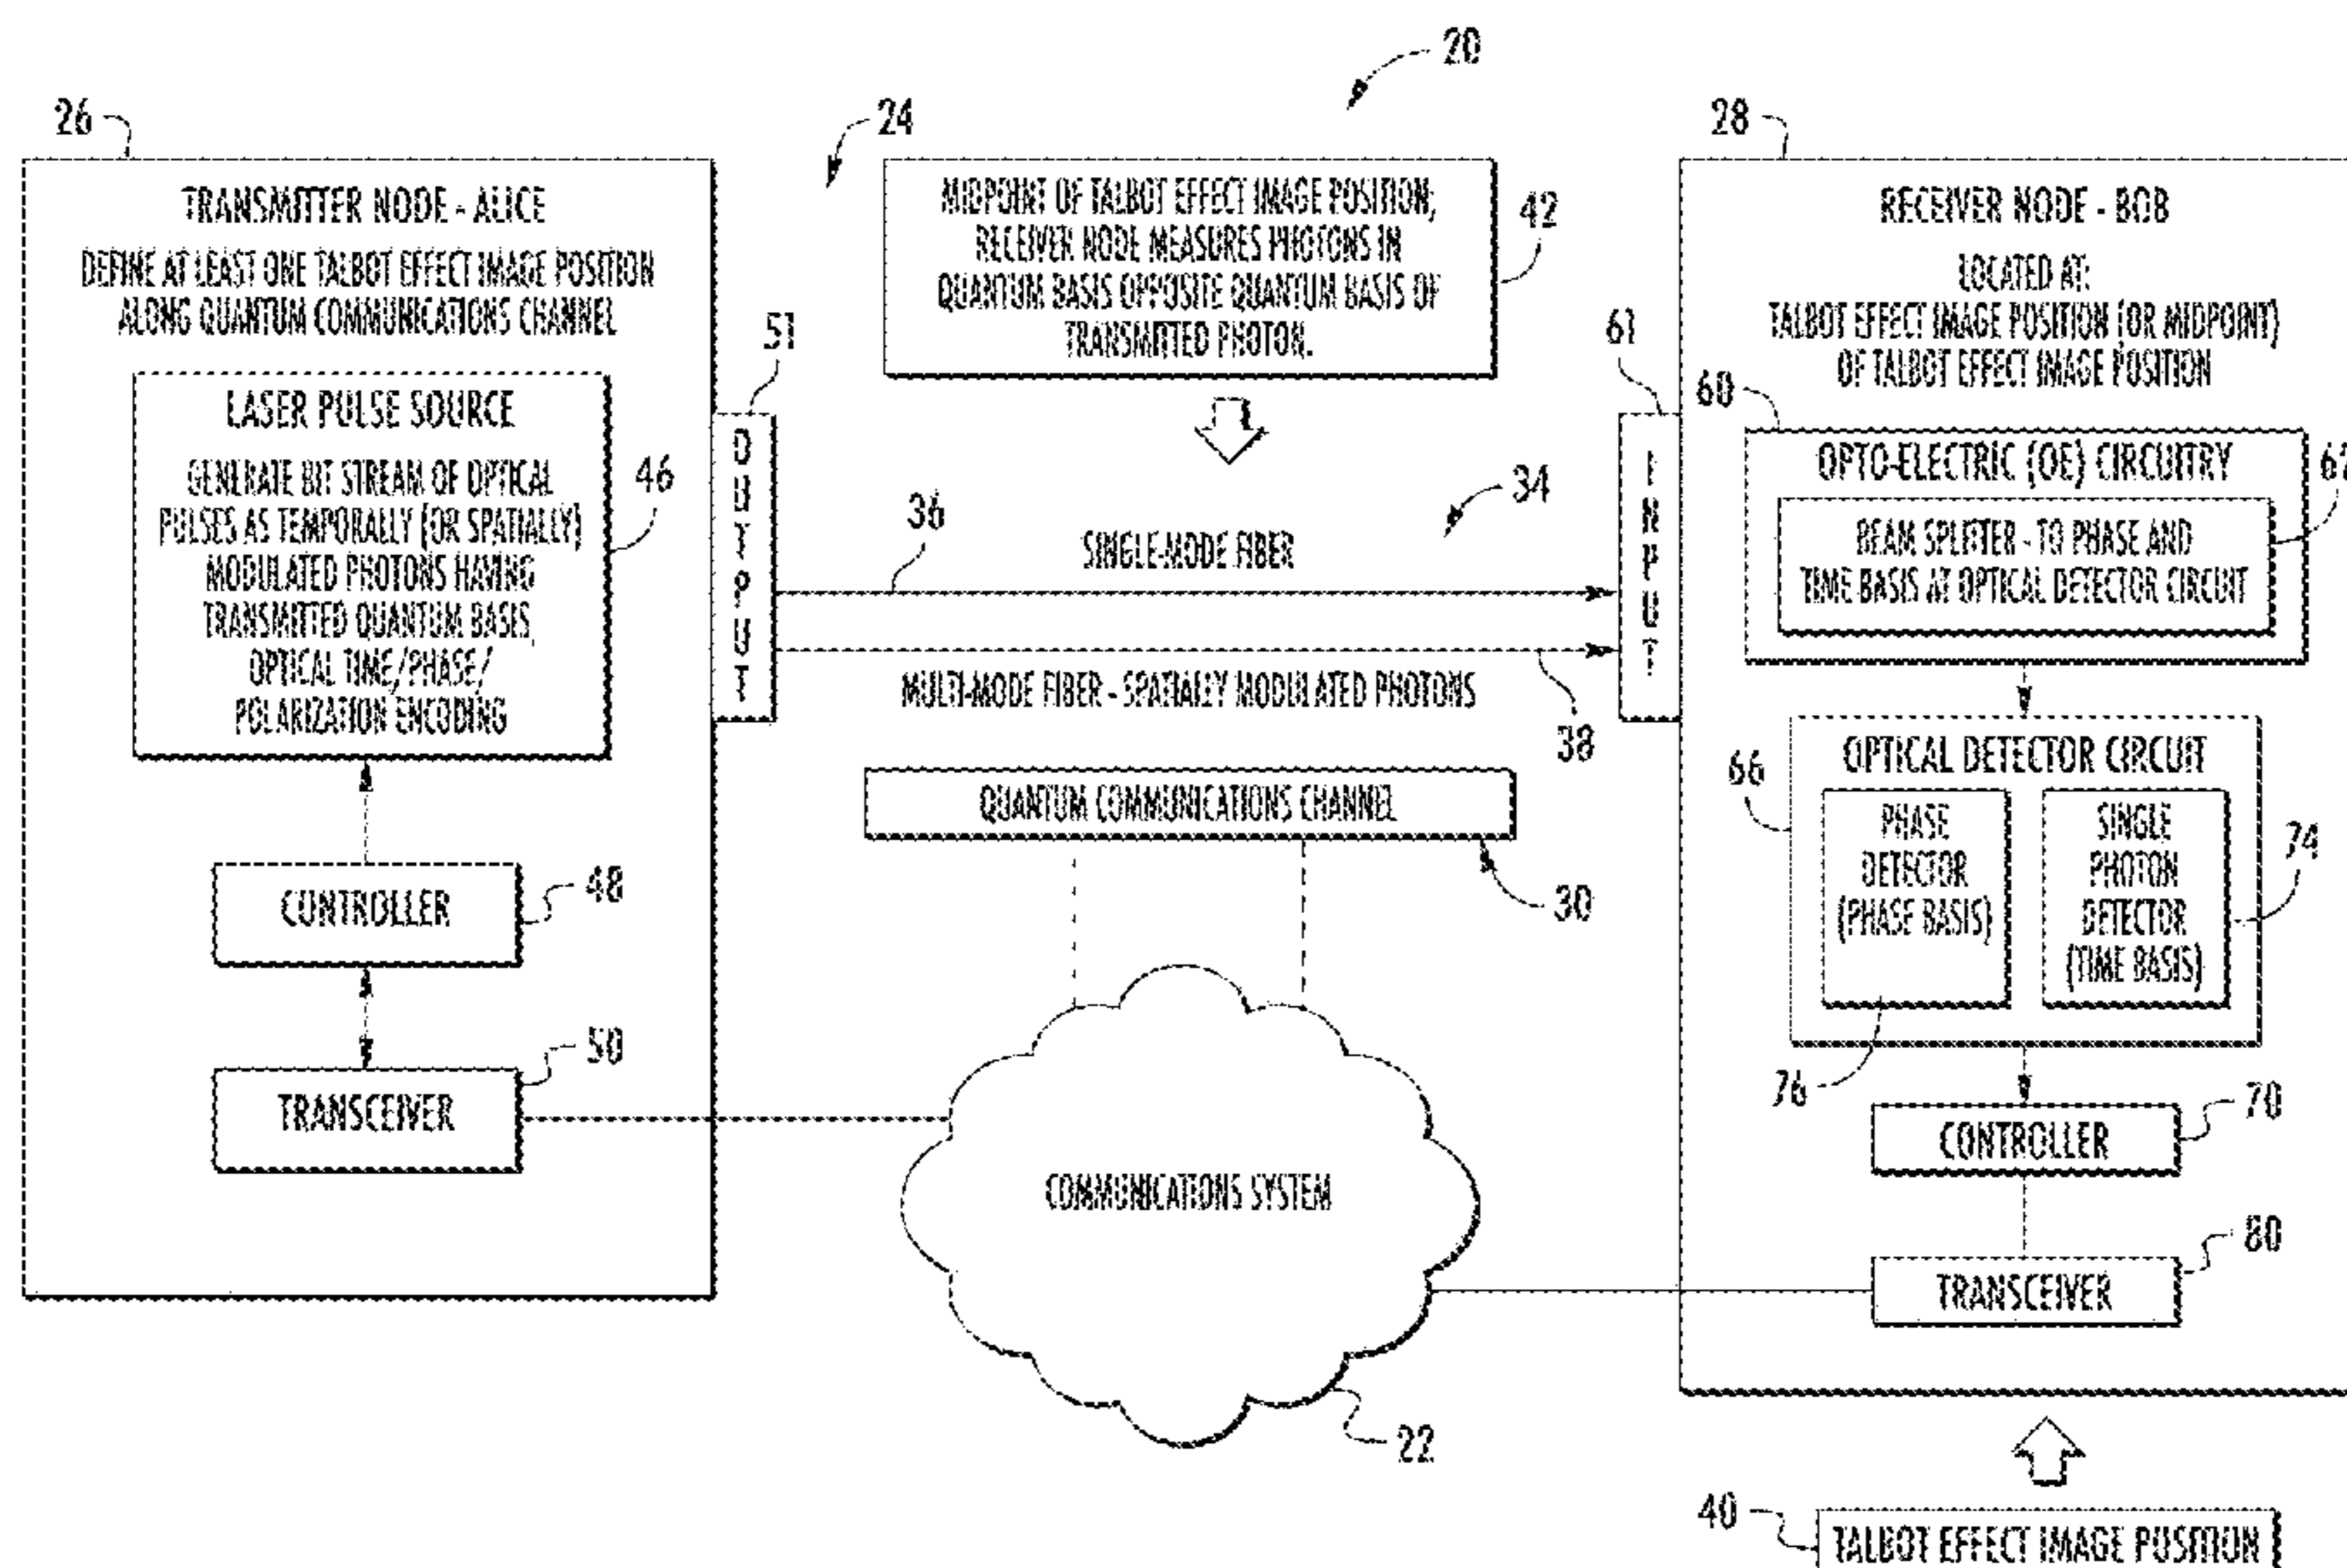 20
26
24
28
TRANSMITTER NODE - ALICE
DEFINE AT LEAST ONE TALBOT EFFECT IMAGE POSITION
ALONG QUANTUM COMMUNICATIONS CHANNEL
LASER PULSE SOURCE
GENERATE BIT STREAM OF OPTICAL
PULSES AS TEMPORALLY (OR SPATIALLY)
MODULATED PHOTONS HAVING
TRANSMITTED QUANTUM BASIS
OPTICAL TIME/PHASE/
POLARIZATION ENCODING
46
CONTROLLER
48
TRANSCEIVER
50
51
OUTPUT
MIDPOINT OF TALBOT EFFECT IMAGE POSITION;
RECEIVER NODE MEASURES PHOTONS IN
QUANTUM BASIS OPPOSITE QUANTUM BASIS OF
TRANSMITTED PHOTON.
42
34
36
SINGLE-MODE FIBER
MULTI-MODE FIBER - SPATIALLY MODULATED PHOTONS
38
QUANTUM COMMUNICATIONS CHANNEL
30
COMMUNICATIONS SYSTEM
22
61
INPUT
RECEIVER NODE - BOB
LOCATED AT:
TALBOT EFFECT IMAGE POSITION (OR MIDPOINT)
OF TALBOT EFFECT IMAGE POSITION
60
OPTO-ELECTRIC (OE) CIRCUITRY
BEAM SPLITTER - TO PHASE AND
TIME BASIS AT OPTICAL DETECTOR CIRCUIT
OPTICAL DETECTOR CIRCUIT
66
PHASE
DETECTOR
(PHASE BASIS)
76
SINGLE
PHOTON
DETECTOR
(TIME BASIS)
74
CONTROLLER
70
TRANSCEIVER
80
40
TALBOT EFFECT IMAGE POSITION